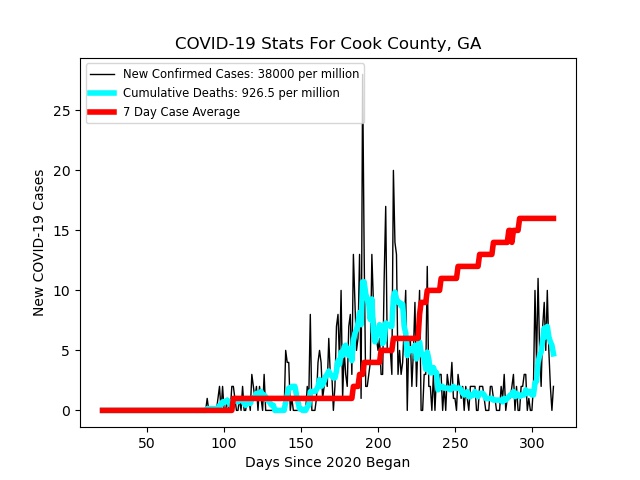 COVID-19 Stats For Cook County, GA
New Confirmed Cases: 38000 per million
Cumulative Deaths: 926.5 per million
7 Day Case Average
New COVID-19 Cases
25
20
15
10
5
0
50 100 150 200 250 300
Days Since 2020 Began